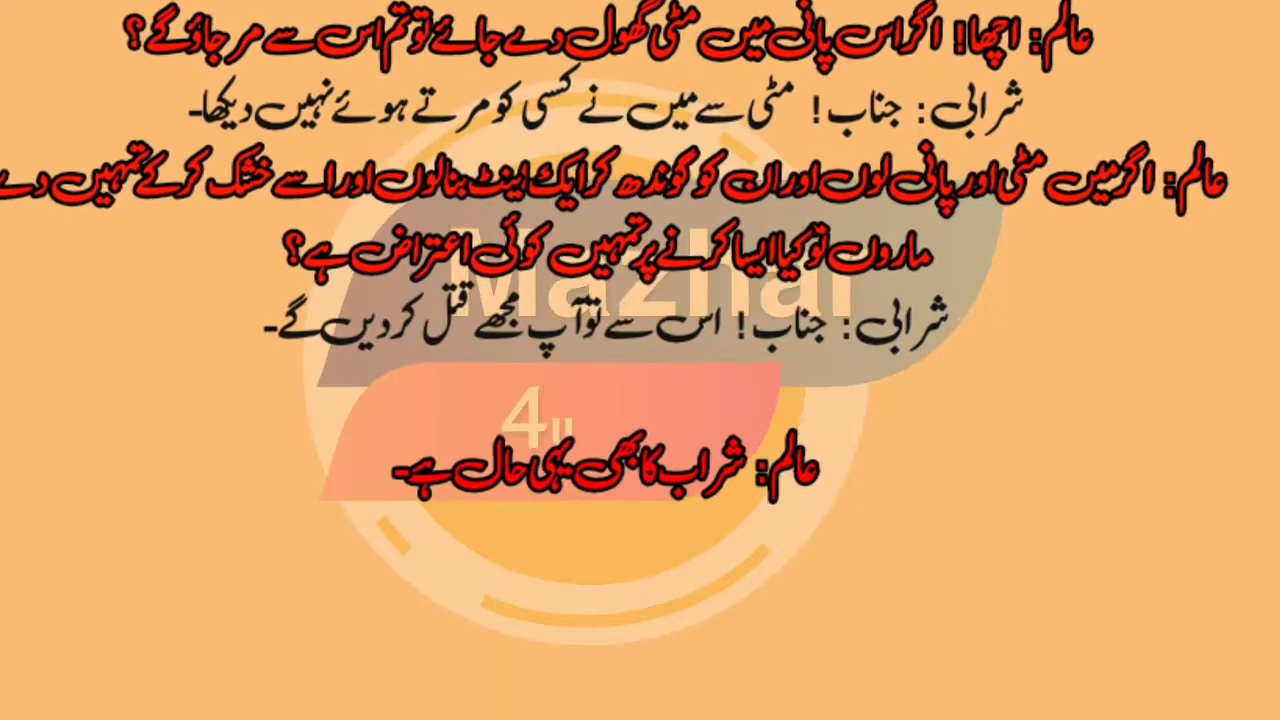 عالم: اچھا! اگر اس پانی میں مٹی گھول دے جائے تو تم اس سے مر جاؤ گے؟
شرابی: جناب! مٹی سے میں نے کسی کو مرتے ہوئے نہیں دیکھا۔
عالم: اگر میں مٹی اور پانی لوں اور ان کو گوندھ کر ایک اینٹ بنا لوں اور اسے خشک کر کے تمہیں دے
ماروں تو کیا ایسا کرنے پر تمہیں کوئی اعتراض ہے؟
شرابی: جناب! اس سے تو آپ مجھے قتل کر دیں گے۔
عالم: شراب کا بھی یہی حال ہے۔
Mazhar
4u